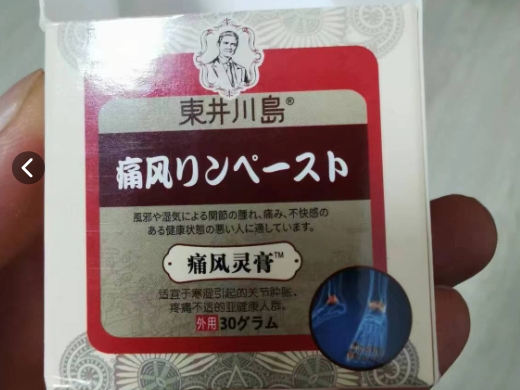 東井川島®
痛风リンペースト
風邪や湿気による関節の腫れ、痛み、不快感の
ある健康状態の悪い人に適しています。
痛风灵膏™
适宜于寒湿引起的关节肿胀、
疼痛不适的亚健康人群。
外用 30グラム